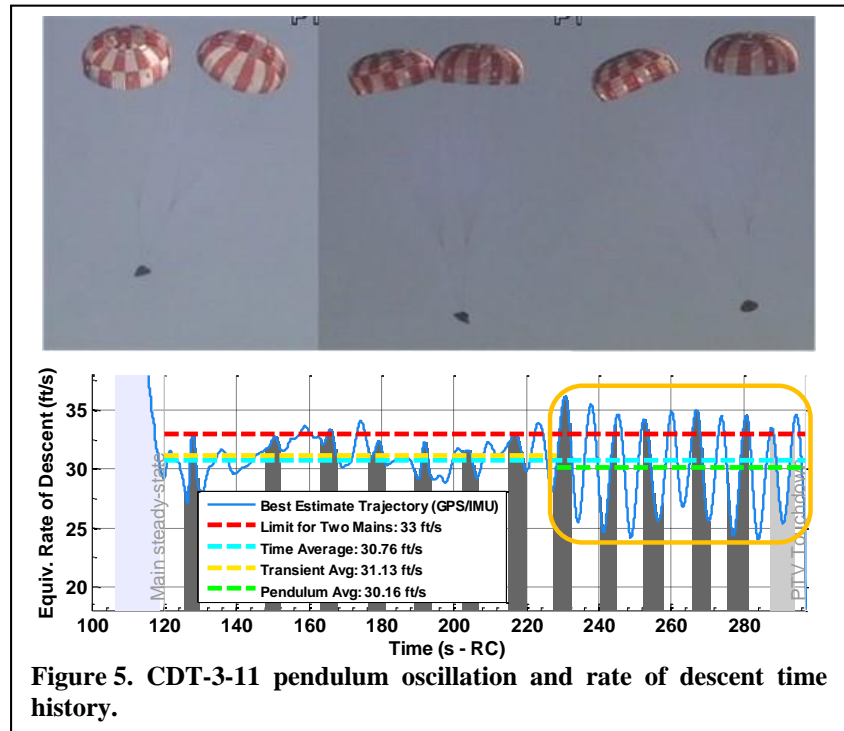 35
30
25
20
Equiv. Rate of Descent (ft/s)
Main steady-state
PTV Touchdown
Best Estimate Trajectory (GPS/IMU)
Limit for Two Mains: 33 ft/s
Time Average: 30.76 ft/s
Transient Avg: 31.13 ft/s
Pendulum Avg: 30.16 ft/s
100 120 140 160 180 200 220 240 260 280
Time (s - RC)
Figure 5. CDT-3-11 pendulum oscillation and rate of descent time
history.